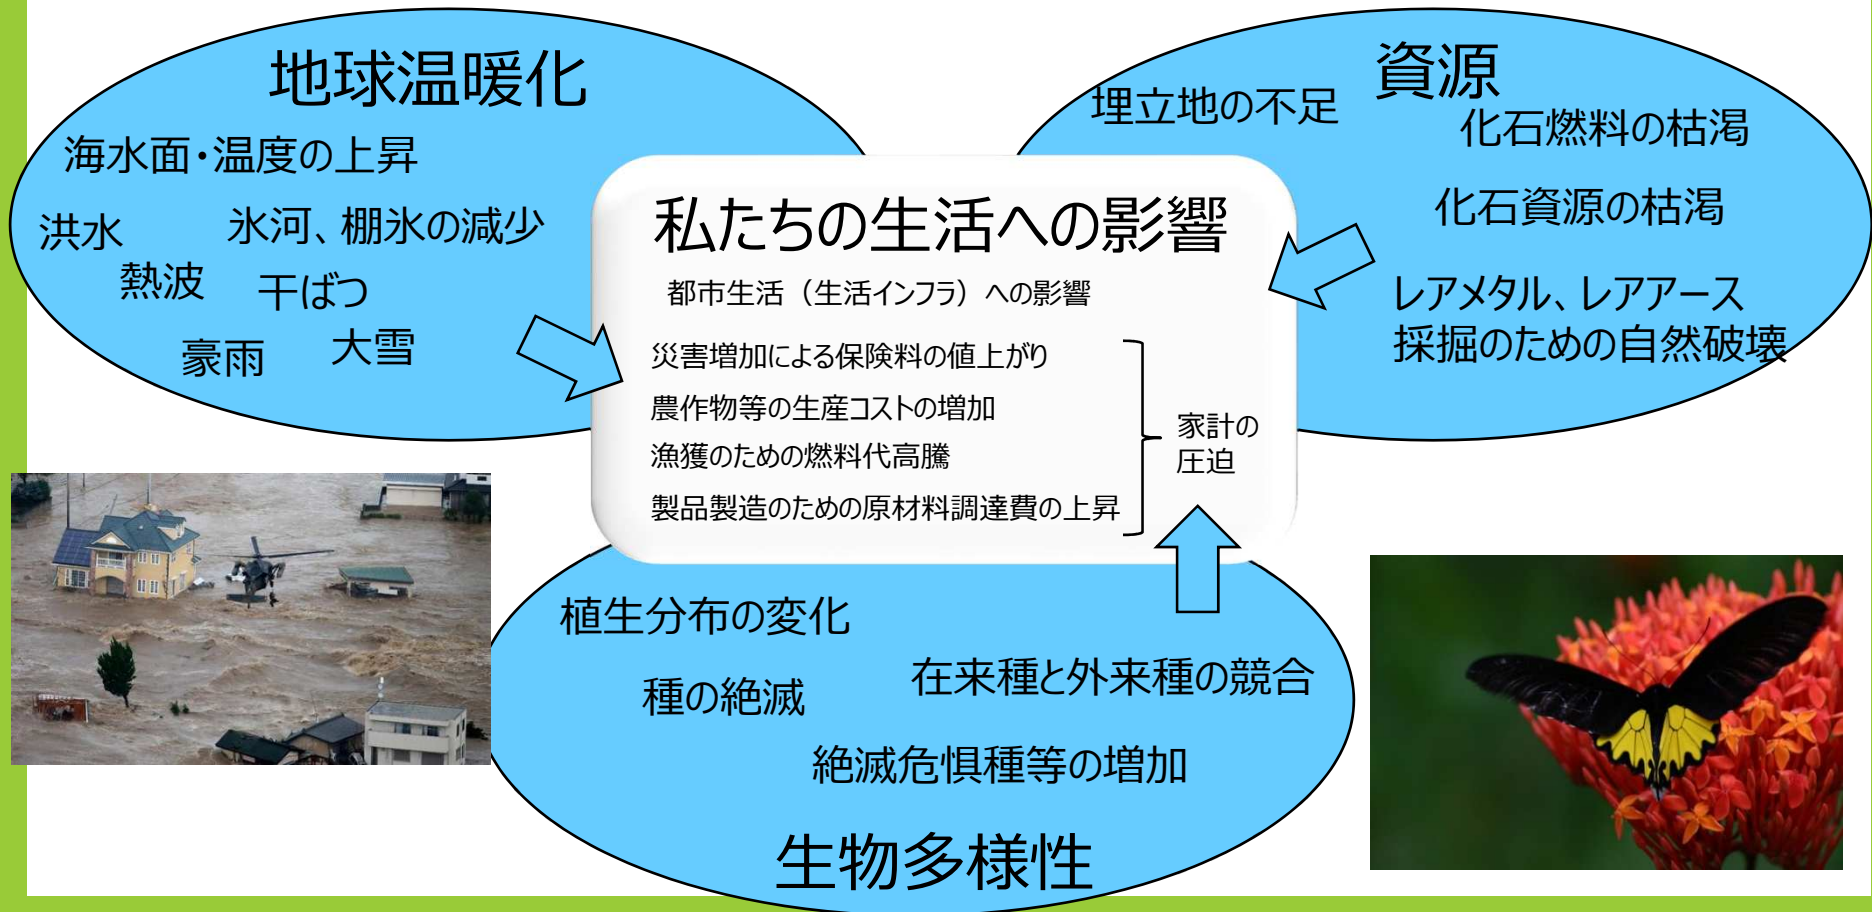 地球温暖化
海水面・温度の上昇
洪水
氷河、棚氷の減少
熱波
干ばつ
豪雨
大雪
資源
埋立地の不足
化石燃料の枯渇
化石資源の枯渇
レアメタル、レアアース
採掘のための自然破壊
私たちの生活への影響
都市生活（生活インフラ）への影響
災害増加による保険料の値上がり
農作物等の生産コストの増加
漁獲のための燃料代高騰
製品製造のための原材料調達費の上昇
家計の
圧迫
植生分布の変化
種の絶滅
在来種と外来種の競合
絶滅危惧種等の増加
生物多様性